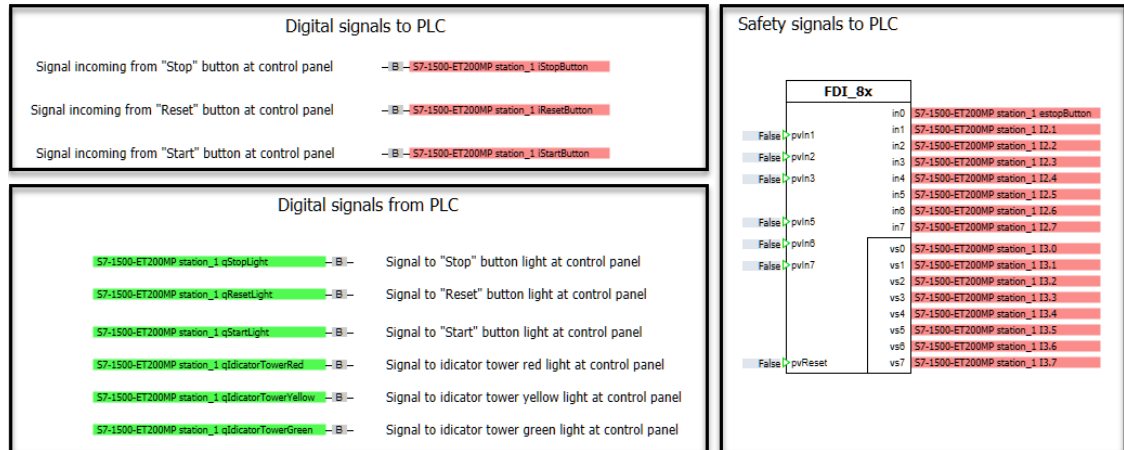 Digital signals to PLC
Signal incoming from "Stop" button at control panel B S7-1500-ET200MP station_1 iStopButton
Signal incoming from "Reset" button at control panel B S7-1500-ET200MP station_1 iResetButton
Signal incoming from "Start" button at control panel B S7-1500-ET200MP station_1 iStartButton
Digital signals from PLC
S7-1500-ET200MP station_1 qStopLight B Signal to "Stop" button light at control panel
S7-1500-ET200MP station_1 qResetLight B Signal to "Reset" button light at control panel
S7-1500-ET200MP station_1 qStartLight B Signal to "Start" button light at control panel
S7-1500-ET200MP station_1 qIdicatorTowerRed B Signal to idicator tower red light at control panel
S7-1500-ET200MP station_1 qIdicatorTowerYellow B Signal to idicator tower yellow light at control panel
S7-1500-ET200MP station_1 qIdicatorTowerGreen B Signal to idicator tower green light at control panel
Safety signals to PLC
FDI_8x
in0 S7-1500-ET200MP station_1 estopButton
in1 S7-1500-ET200MP station_1 I2.1
False pvIn1
in2 S7-1500-ET200MP station_1 I2.2
False pvIn2
in3 S7-1500-ET200MP station_1 I2.3
False pvIn3
in4 S7-1500-ET200MP station_1 I2.4
in5 S7-1500-ET200MP station_1 I2.5
in6 S7-1500-ET200MP station_1 I2.6
False pvIn5
in7 S7-1500-ET200MP station_1 I2.7
False pvIn6
vs0 S7-1500-ET200MP station_1 I3.0
False pvIn7
vs1 S7-1500-ET200MP station_1 I3.1
vs2 S7-1500-ET200MP station_1 I3.2
vs3 S7-1500-ET200MP station_1 I3.3
vs4 S7-1500-ET200MP station_1 I3.4
vs5 S7-1500-ET200MP station_1 I3.5
vs6 S7-1500-ET200MP station_1 I3.6
False pvReset
vs7 S7-1500-ET200MP station_1 I3.7